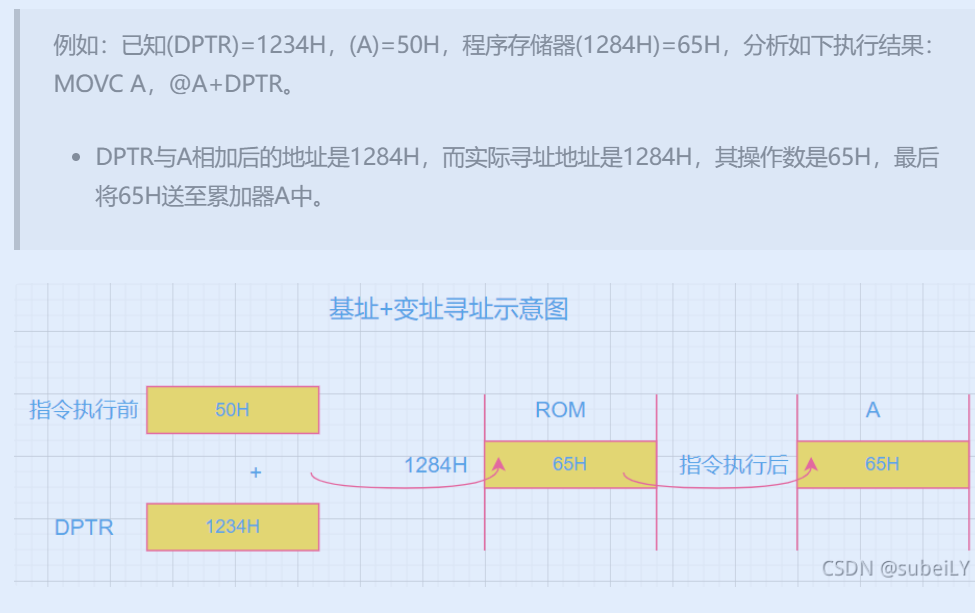 例如：已知(DPTR)=1234H，(A)=50H，程序存储器(1284H)=65H，分析如下执行结果：
MOVC A，@A+DPTR。
• DPTR与A相加后的地址是1284H，而实际寻址地址是1284H，其操作数是65H，最后
将65H送至累加器A中。
基址+变址寻址示意图
指令执行前 50H ROM A
+ 1284H 65H 指令执行后 65H
DPTR 1234H
CSDN @subeiLY